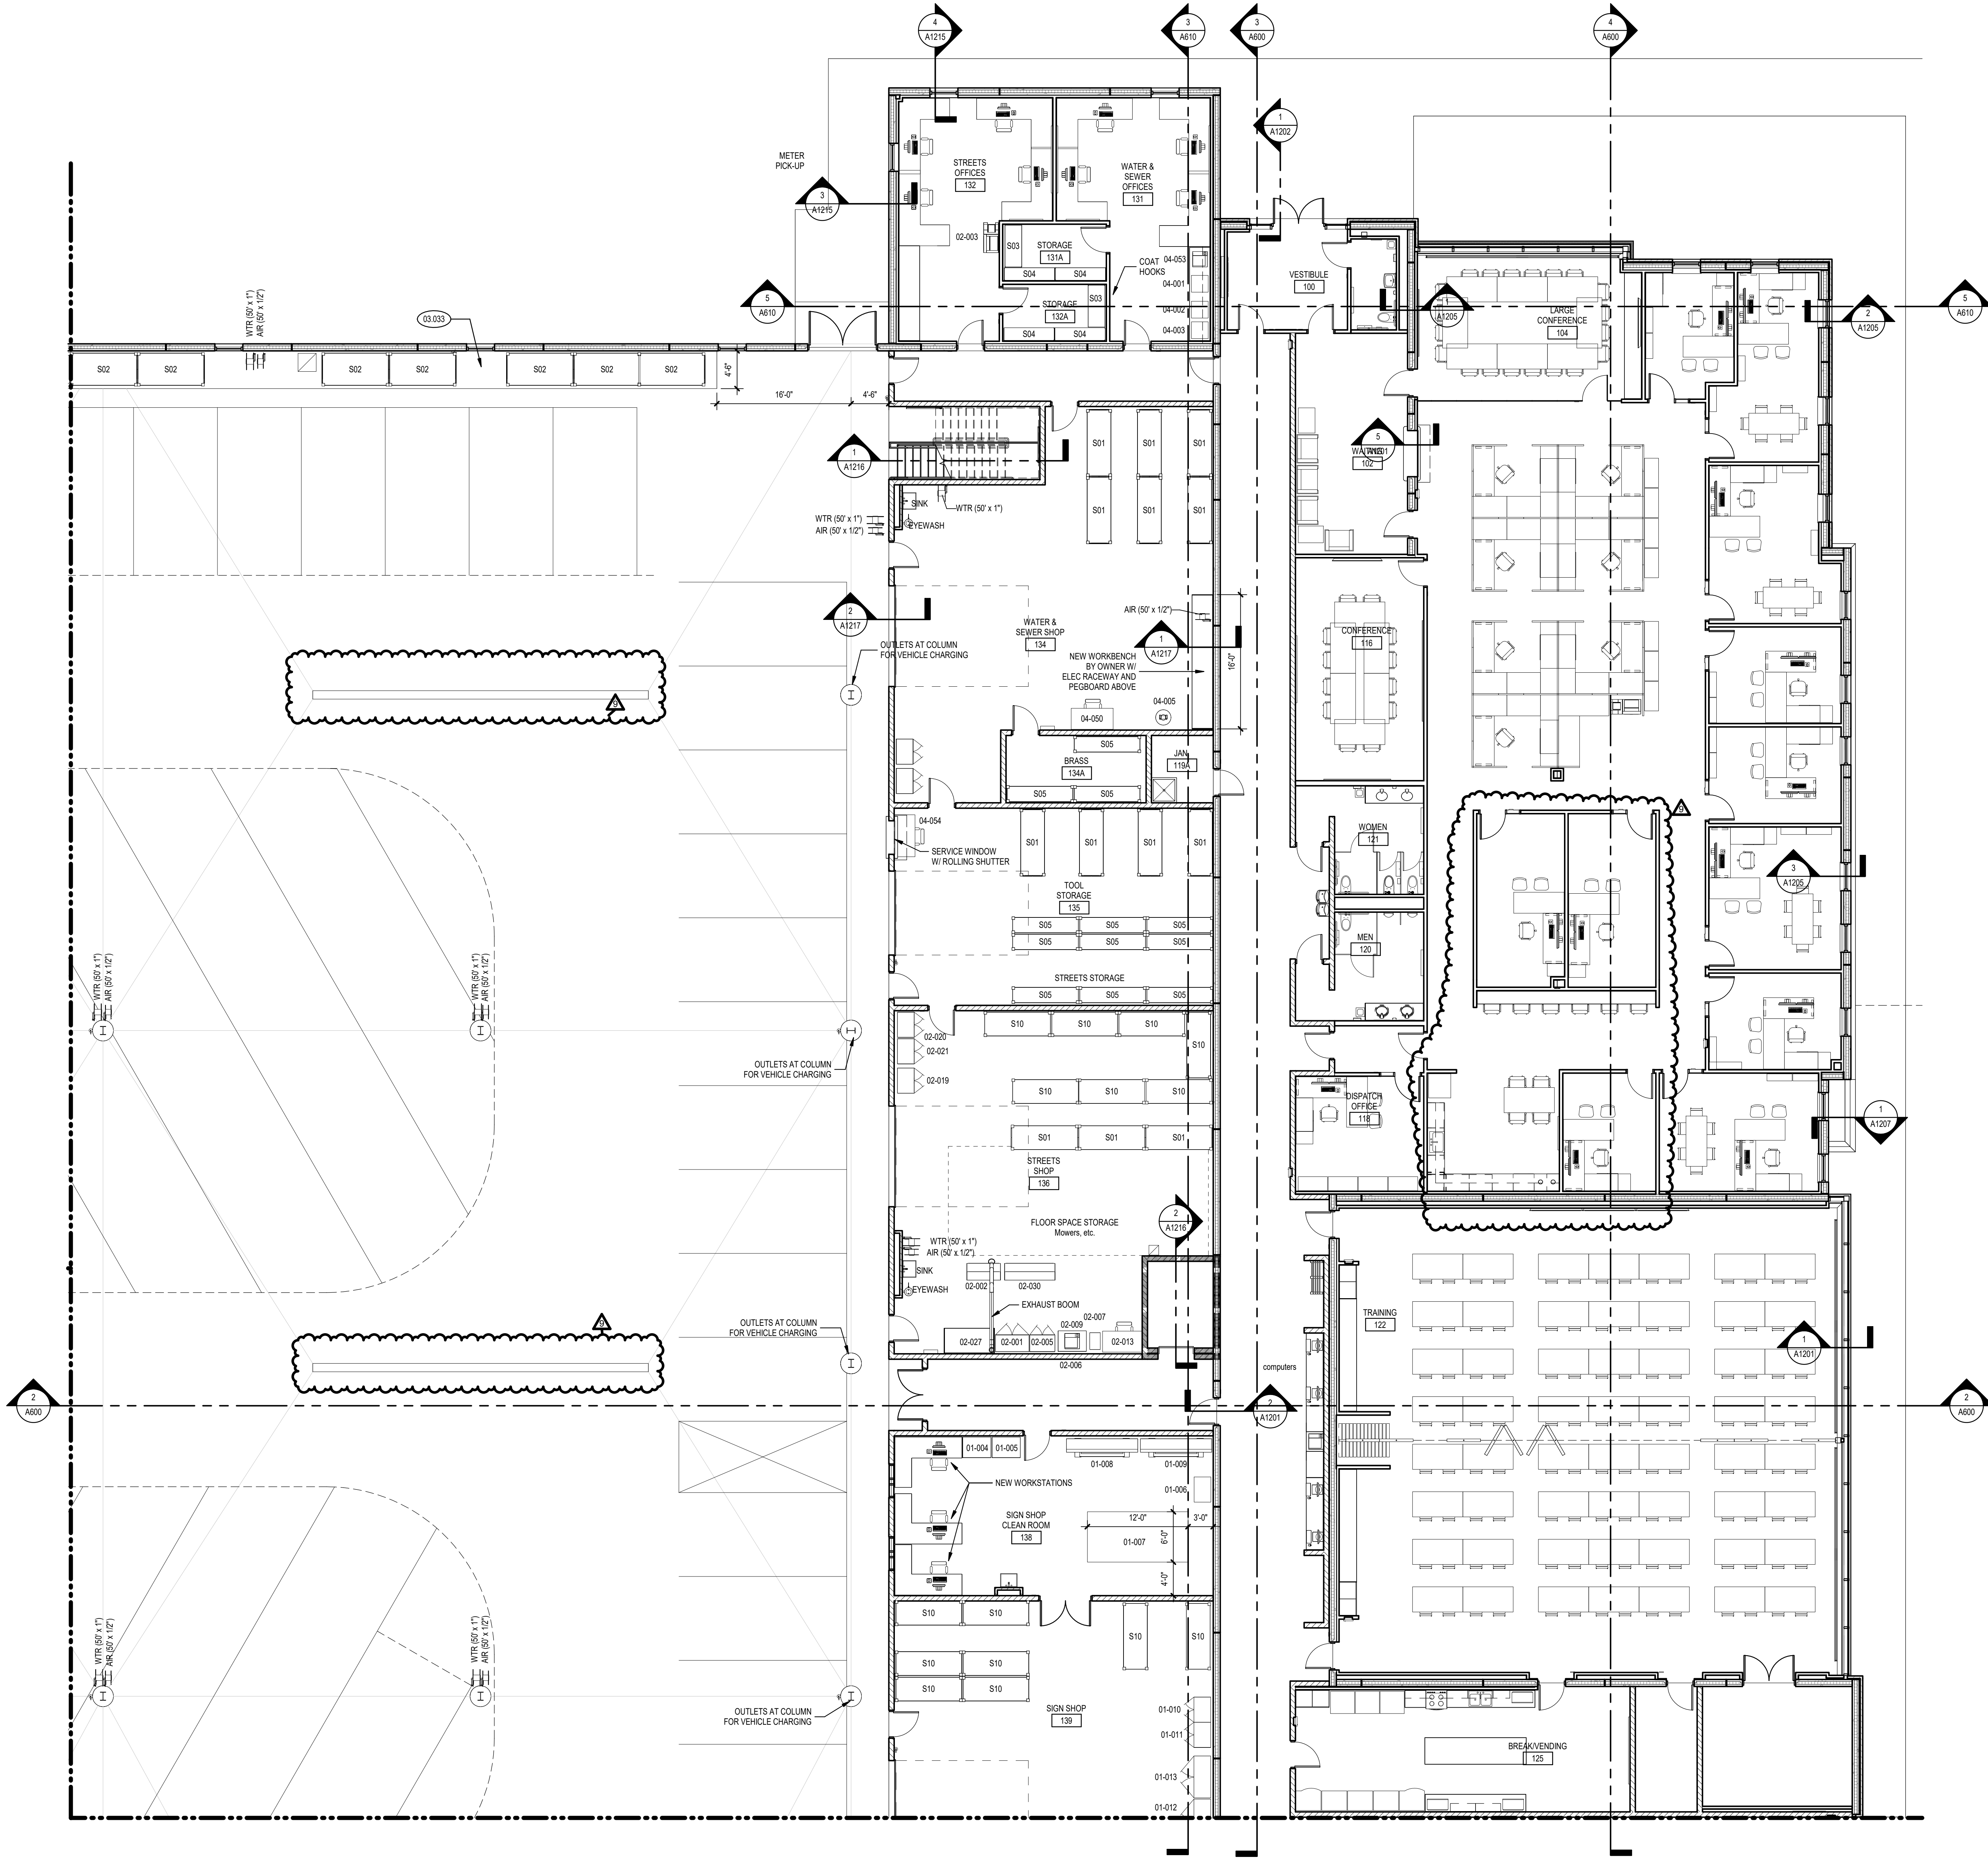 4
A1215
3
A610
3
A600
4
A600
1
A1202
METER
PICK-UP
3
A1215
STREETS
OFFICES
132
WATER &
SEWER
OFFICES
131
02-003
S03
STORAGE
131A
S04
S04
COAT
HOOKS
04-053
04-001
04-002
04-003
S03
STORAGE
132A
S04
S04
VESTIBULE
100
5
A610
1
A1205
LARGE
CONFERENCE
104
2
A1205
5
A610
WTR (50' x 1")
AIR (50' x 1/2")
03.033
S02
S02
S02
S02
S02
S02
S02
4'-6"
16'-0"
4'-6"
1
A1216
S01
S01
S01
S01
S01
S01
5
A1201
WAITING
102
SINK
WTR (50' x 1")
EYEWASH
WTR (50' x 1")
AIR (50' x 1/2")
2
A1217
AIR (50' x 1/2")
WATER &
SEWER SHOP
134
1
A1217
CONFERENCE
116
OUTLETS AT COLUMN
FOR VEHICLE CHARGING
NEW WORKBENCH
BY OWNER W/
ELEC RACEWAY AND
PEGBOARD ABOVE
16'-0"
9
04-005
04-050
S05
BRASS
134A
S05
S05
JAN
119A
9
04-054
SERVICE WINDOW
W/ ROLLING SHUTTER
S01
S01
S01
S01
WOMEN
121
TOOL
STORAGE
135
3
A1205
S05
S05
S05
S05
S05
S05
MEN
120
STREETS STORAGE
S05
S05
S05
WTR (50' x 1")
AIR (50' x 1/2")
WTR (50' x 1")
AIR (50' x 1/2")
02-020
02-021
02-019
S10
S10
S10
S10
OUTLETS AT COLUMN
FOR VEHICLE CHARGING
S10
S10
S10
DISPATCH
OFFICE
118
1
A1207
S01
S01
S01
STREETS
SHOP
136
FLOOR SPACE STORAGE
Mowers, etc.
2
A1216
WTR (50' x 1")
AIR (50' x 1/2")
SINK
EYEWASH
02-002
02-030
EXHAUST BOOM
02-007
02-009
02-027
02-001
02-005
02-013
02-006
OUTLETS AT COLUMN
FOR VEHICLE CHARGING
9
TRAINING
122
1
A1201
computers
2
A600
2
A1201
2
A600
01-004
01-005
01-008
01-009
01-006
NEW WORKSTATIONS
SIGN SHOP
CLEAN ROOM
138
12'-0"
3'-0"
6'-0"
01-007
4'-0"
S10
S10
S10
S10
S10
S10
S10
S10
WTR (50' x 1")
AIR (50' x 1/2")
WTR (50' x 1")
AIR (50' x 1/2")
OUTLETS AT COLUMN
FOR VEHICLE CHARGING
SIGN SHOP
139
01-010
01-011
01-013
01-012
BREAK/VENDING
125